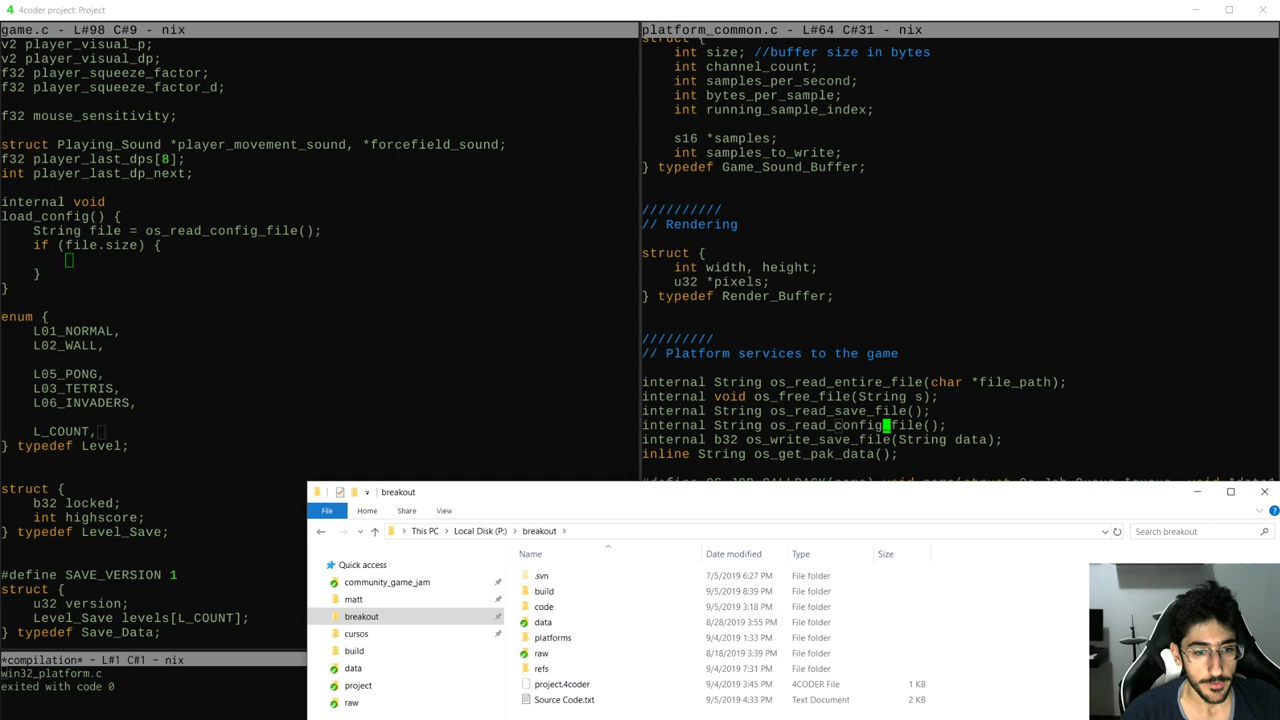 4coder project: Project
game.c - L#98 C#9 - nix
v2 player_visual_p;
v2 player_visual_dp;
f32 player_squeeze_factor;
f32 player_squeeze_factor_d;
f32 mouse_sensitivity;
struct Playing_Sound *player_movement_sound, *forcefield_sound;
f32 player_last_dps[8];
int player_last_dp_next;
internal void
load_config() {
String file = os_read_config_file();
if (file.size) {
}
}
enum {
L01_NORMAL,
L02_WALL,
L05_PONG,
L03_TETRIS,
L06_INVADERS,
L_COUNT,
} typedef Level;
struct {
b32 locked;
int highscore;
} typedef Level_Save;
#define SAVE_VERSION 1
struct {
u32 version;
Level_Save levels[L_COUNT];
} typedef Save_Data;
*compilation* - L#1 C#1 - nix
win32_platform.c
exited with code 0
platform_common.c - L#64 C#31 - nix
struct {
int size; //buffer size in bytes
int channel_count;
int samples_per_second;
int bytes_per_sample;
int running_sample_index;
s16 *samples;
int samples_to_write;
} typedef Game_Sound_Buffer;
//////////
// Rendering
struct {
int width, height;
u32 *pixels;
} typedef Render_Buffer;
/////////
// Platform services to the game
internal String os_read_entire_file(char *file_path);
internal void os_free_file(String s);
internal String os_read_save_file();
internal String os_read_config_file();
internal b32 os_write_save_file(String data);
inline String os_get_pak_data();
breakout
File Home Share View
This PC Local Disk (P:) breakout
Search breakout
Name Date modified Type Size
Quick access
community_game_jam
matt
breakout
cursos
build
data
project
raw
.svn 7/5/2019 6:27 PM File folder
build 9/5/2019 8:39 PM File folder
code 9/5/2019 3:18 PM File folder
data 8/28/2019 3:55 PM File folder
platforms 9/4/2019 1:33 PM File folder
raw 8/18/2019 3:39 PM File folder
refs 9/4/2019 7:31 PM File folder
project.4coder 9/4/2019 3:45 PM 4CODER File 1 KB
Source Code.txt 9/5/2019 4:33 PM Text Document 2 KB